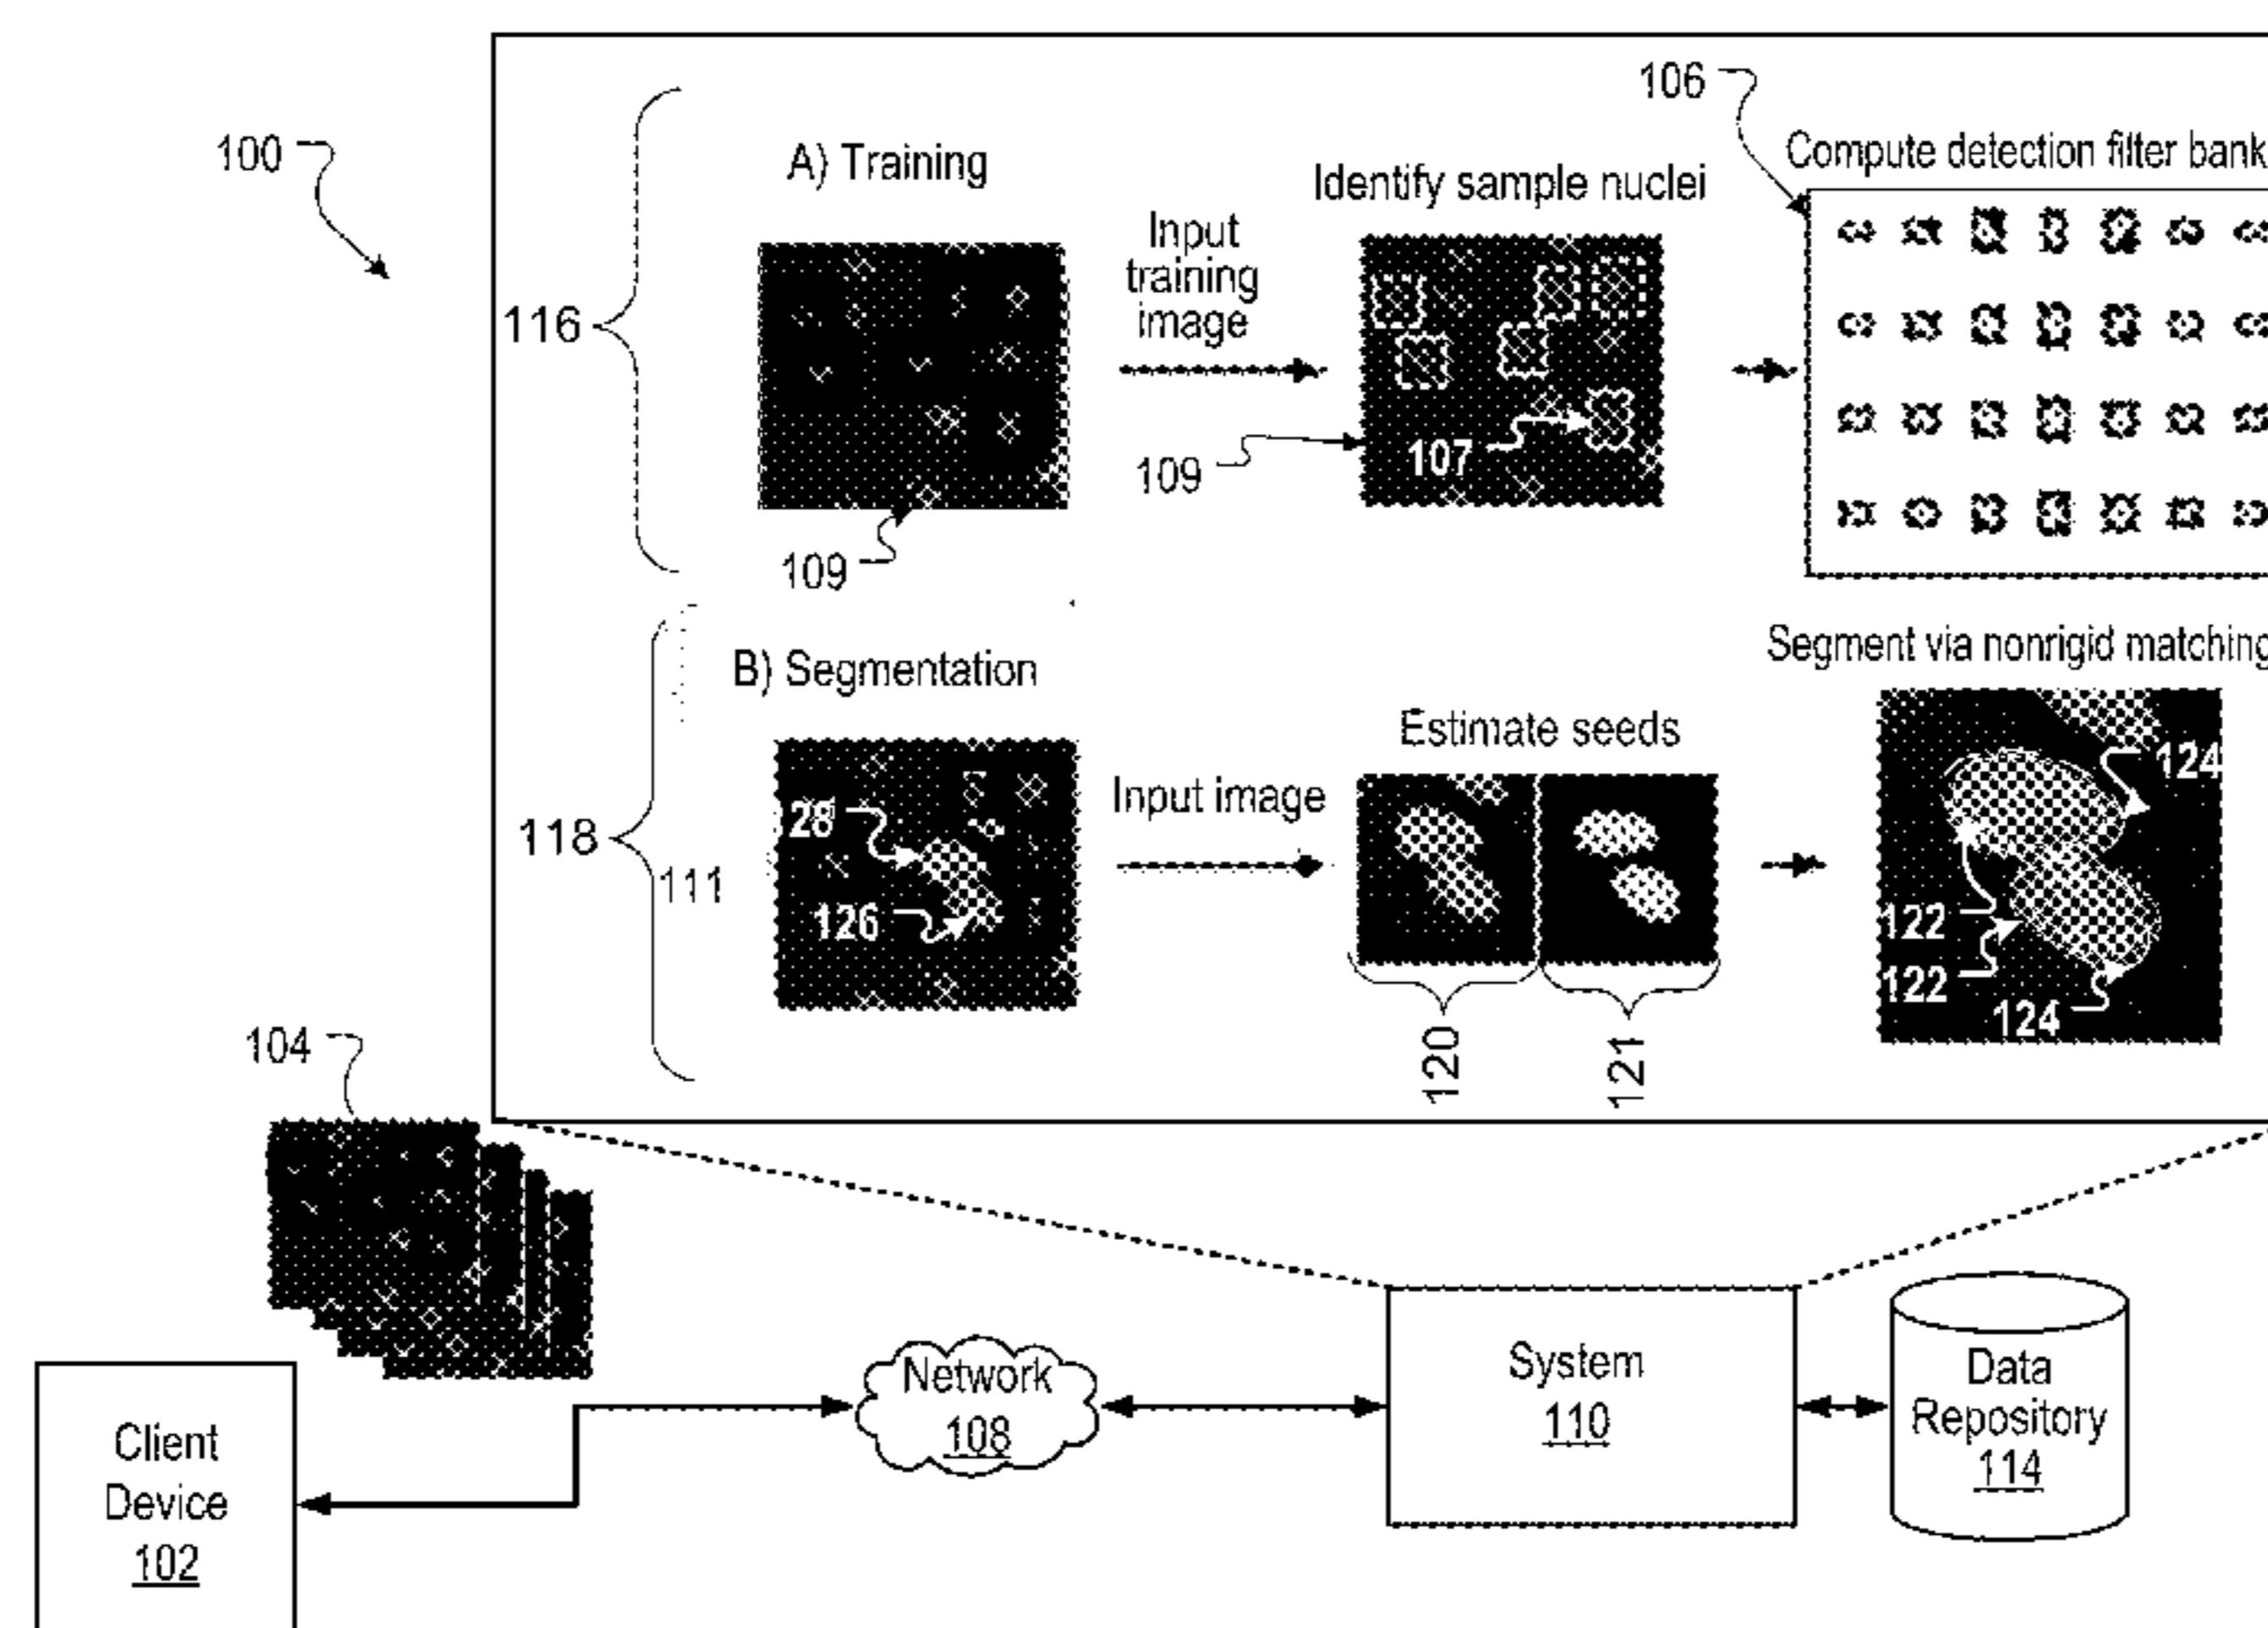 100
116
A) Training
109
Input
training
image
Identify sample nuclei
109
107
106
Compute detection filter bank
118
111
B) Segmentation
28
126
Input image
Estimate seeds
120
121
Segment via nonrigid matching
124
122
122
124
104
Client
Device
102
Network
108
System
110
Data
Repository
114